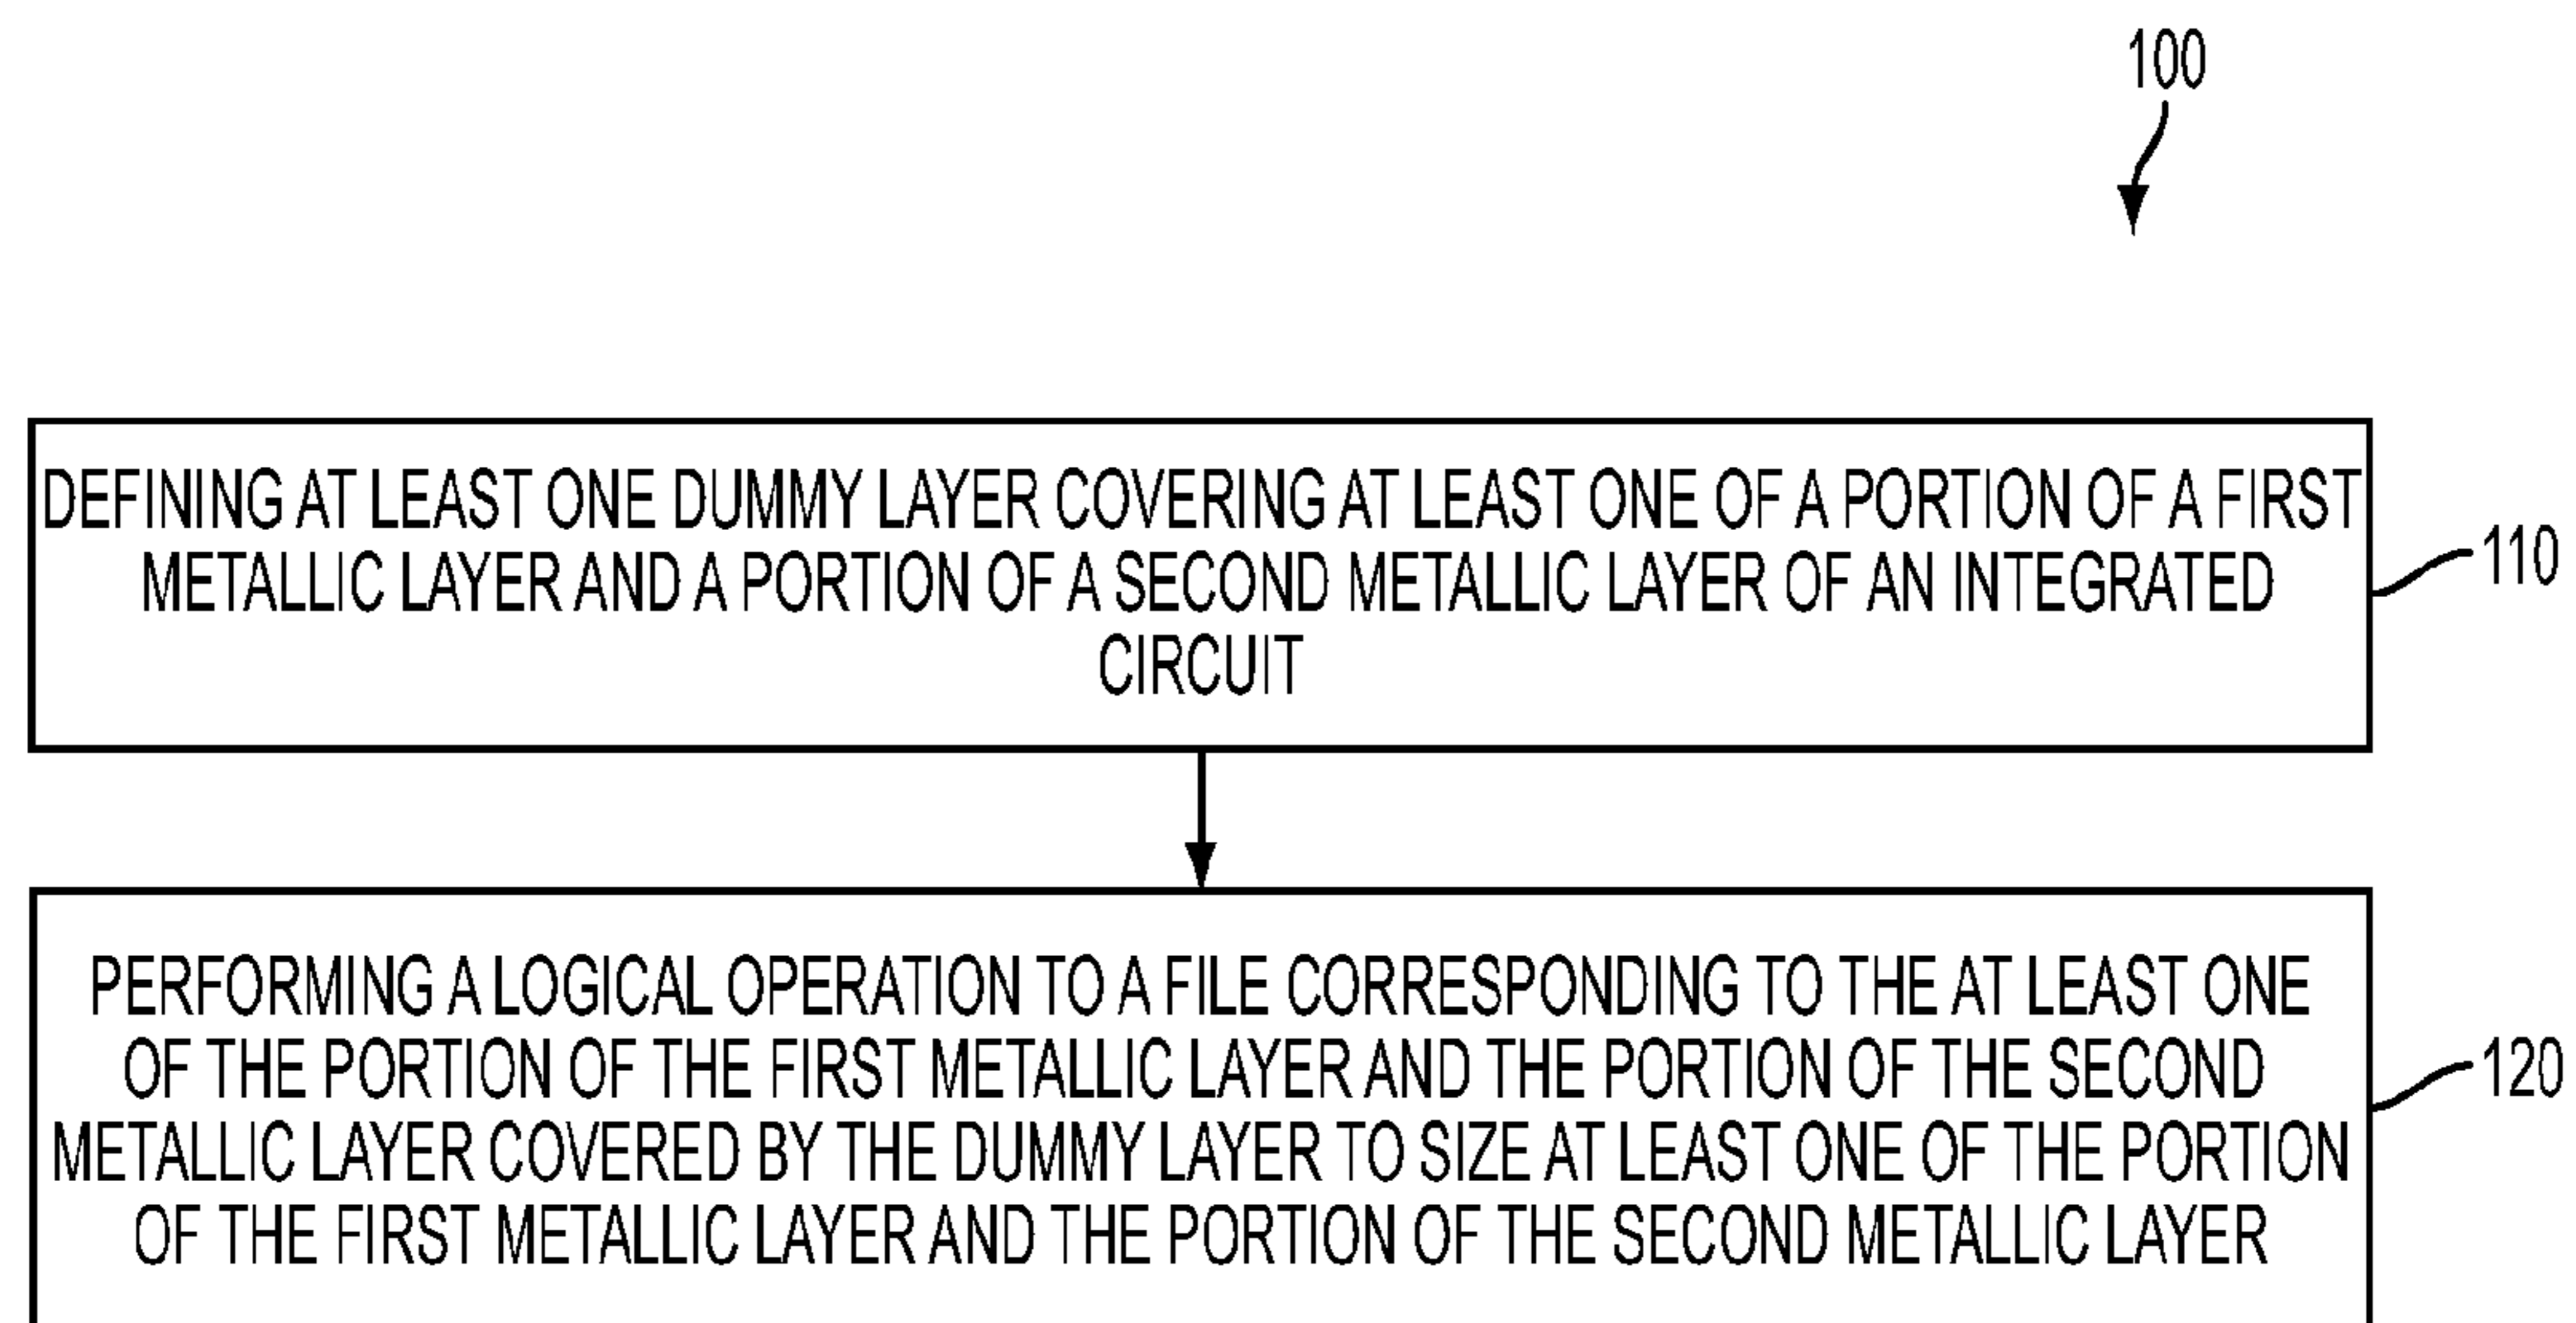 100
DEFINING AT LEAST ONE DUMMY LAYER COVERING AT LEAST ONE OF A PORTION OF A FIRST
METALLIC LAYER AND A PORTION OF A SECOND METALLIC LAYER OF AN INTEGRATED
CIRCUIT
110
PERFORMING A LOGICAL OPERATION TO A FILE CORRESPONDING TO THE AT LEAST ONE
OF THE PORTION OF THE FIRST METALLIC LAYER AND THE PORTION OF THE SECOND
METALLIC LAYER COVERED BY THE DUMMY LAYER TO SIZE AT LEAST ONE OF THE PORTION
OF THE FIRST METALLIC LAYER AND THE PORTION OF THE SECOND METALLIC LAYER
120